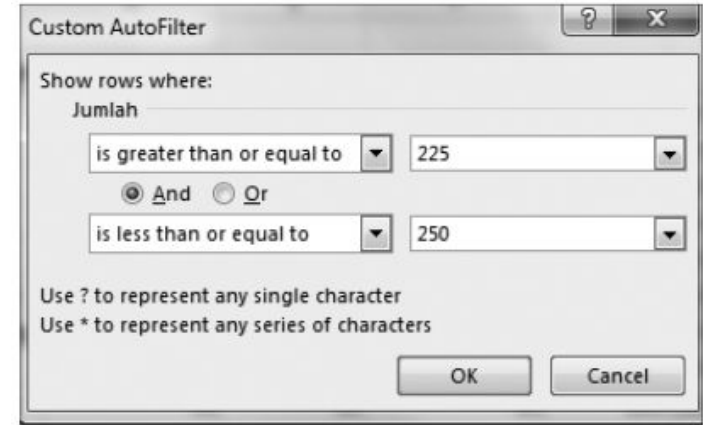 Custom AutoFilter
Show rows where:
Jumlah
is greater than or equal to 225
And Or
is less than or equal to 250
Use ? to represent any single character
Use * to represent any series of characters
OK Cancel